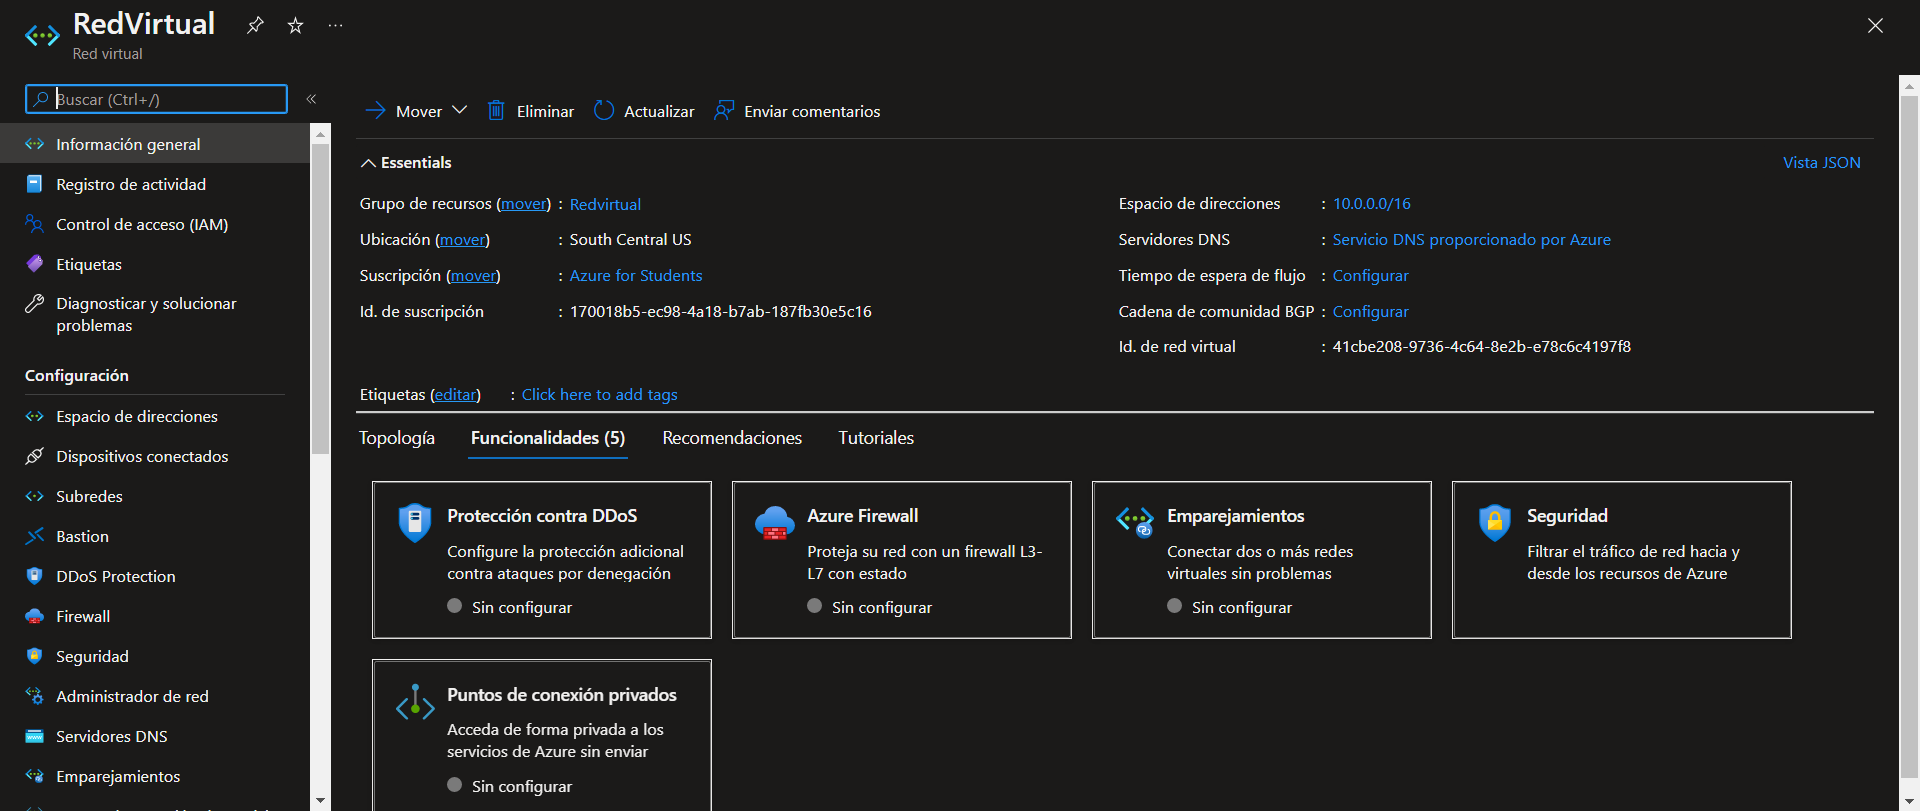 RedVirtual
Red virtual
Buscar (Ctrl+/)
Información general
Registro de actividad
Control de acceso (IAM)
Etiquetas
Diagnosticar y solucionar
problemas
Configuración
Espacio de direcciones
Dispositivos conectados
Subredes
Bastion
DDoS Protection
Firewall
Seguridad
Administrador de red
Servidores DNS
Emparejamientos
Mover
Eliminar
Actualizar
Enviar comentarios
Essentials
Vista JSON
Grupo de recursos (mover) : Redvirtual
Ubicación (mover) : South Central US
Suscripción (mover) : Azure for Students
Id. de suscripción : 170018b5-ec98-4a18-b7ab-187fb30e5c16
Espacio de direcciones : 10.0.0.0/16
Servidores DNS : Servicio DNS proporcionado por Azure
Tiempo de espera de flujo : Configurar
Cadena de comunidad BGP : Configurar
Id. de red virtual : 41cbe208-9736-4c64-8e2b-e78c6c4197f8
Etiquetas (editar) : Click here to add tags
Topología
Funcionalidades (5)
Recomendaciones
Tutoriales
Protección contra DDoS
Configure la protección adicional
contra ataques por denegación
Sin configurar
Azure Firewall
Proteja su red con un firewall L3-
L7 con estado
Sin configurar
Emparejamientos
Conectar dos o más redes
virtuales sin problemas
Sin configurar
Seguridad
Filtrar el tráfico de red hacia y
desde los recursos de Azure
Puntos de conexión privados
Acceda de forma privada a los
servicios de Azure sin enviar
Sin configurar